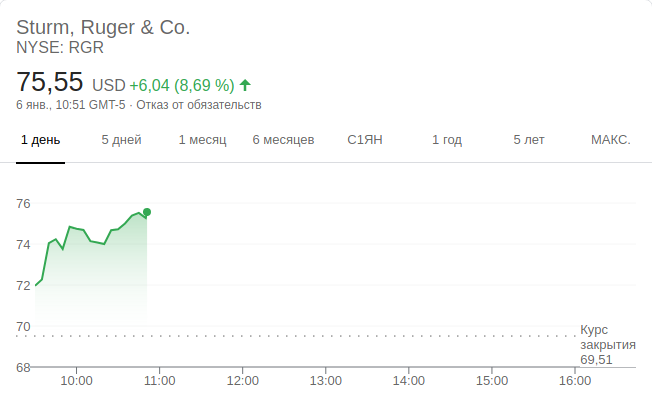 Sturm, Ruger & Co.
NYSE: RGR
75,55 USD +6,04 (8,69 %)
6 янв., 10:51 GMT-5 · Отказ от обязательств
1 день 5 дней 1 месяц 6 месяцев С1ЯН 1 год 5 лет МАКС.
76
74
72
70
Курс
закрытия
69,51
68
10:00 11:00 12:00 13:00 14:00 15:00 16:00